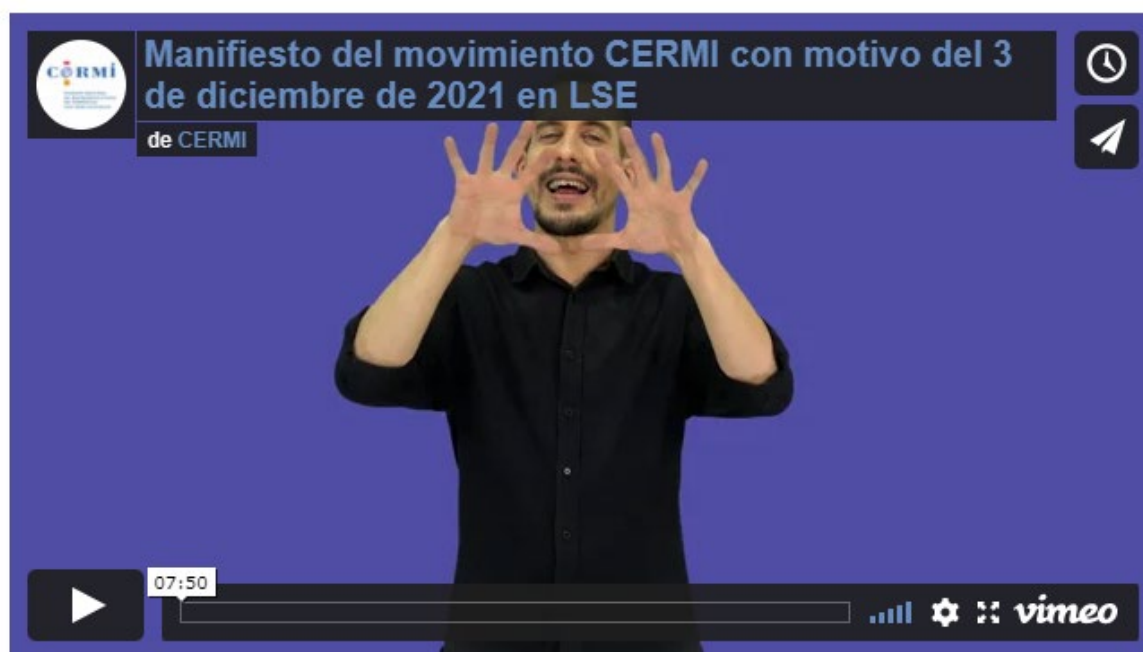 CERMI
Manifiesto del movimiento CERMI con motivo del 3
de diciembre de 2021 en LSE
de CERMI
07:50
vimeo